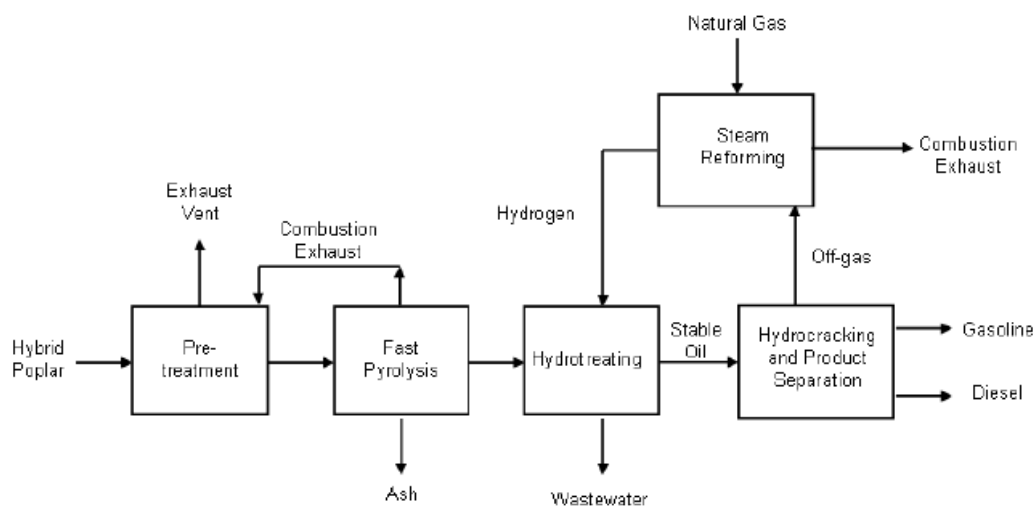 Natural Gas
Steam
Reforming
Combustion
Exhaust
Exhaust
Vent
Combustion
Exhaust
Hydrogen
Off-gas
Hybrid
Poplar
Pre-
treatment
Fast
Pyrolysis
Hydrotreating
Stable
Oil
Hydrocracking
and Product
Separation
Gasoline
Diesel
Ash
Wastewater